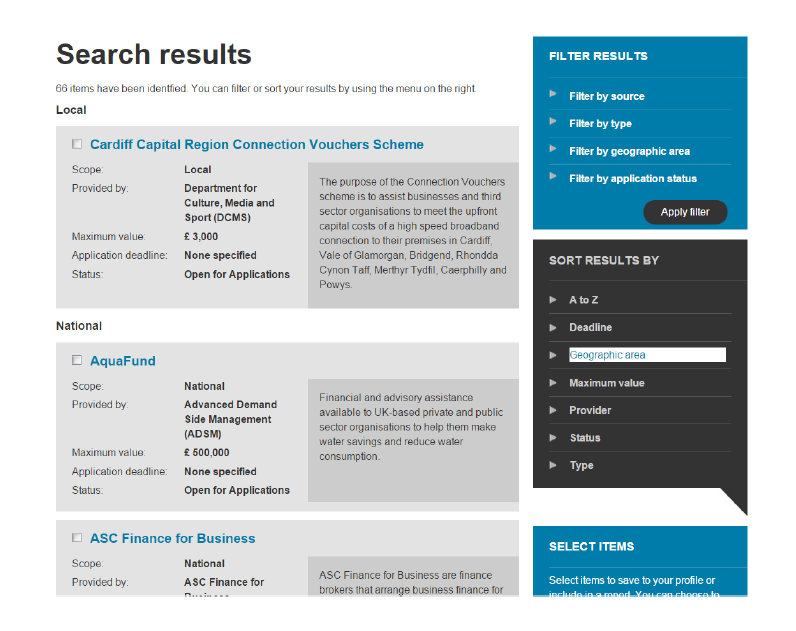 Search results
66 items have been identfied. You can filter or sort your results by using the menu on the right.
Local
Cardiff Capital Region Connection Vouchers Scheme
Scope: Local
Provided by: Department for
Culture, Media and
Sport (DCMS)
Maximum value: £ 3,000
Application deadline: None specified
Status: Open for Applications
The purpose of the Connection Vouchers
scheme is to assist businesses and third
sector organisations to meet the upfront
capital costs of a high speed broadband
connection to their premises in Cardiff,
Vale of Glamorgan, Bridgend, Rhondda
Cynon Taff, Merthyr Tydfil, Caerphilly and
Powys.
National
AquaFund
Scope: National
Provided by: Advanced Demand
Side Management
(ADSM)
Maximum value: £ 500,000
Application deadline: None specified
Status: Open for Applications
Financial and advisory assistance
available to UK-based private and public
sector organisations to help them make
water savings and reduce water
consumption.
ASC Finance for Business
Scope: National
Provided by: ASC Finance for
Business
ASC Finance for Business are finance
brokers that arrange business finance for
FILTER RESULTS
Filter by source
Filter by type
Filter by geographic area
Filter by application status
Apply filter
SORT RESULTS BY
A to Z
Deadline
Geographic area
Maximum value
Provider
Status
Type
SELECT ITEMS
Select items to save to your profile or
include in a report. You can choose to